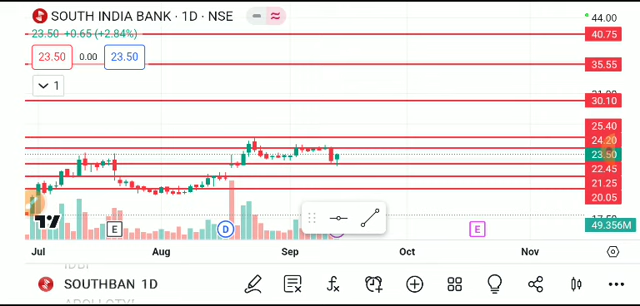 SOUTH INDIA BANK · 1D · NSE
44.00
23.50 +0.65 (+2.84%)
40.75
23.50 0.00 23.50
35.55
1
30.10
25.40
24.20
23.50
22.45
21.25
20.05
E D E
49.356M
Jul Aug Sep Oct Nov
SOUTHBAN 1D